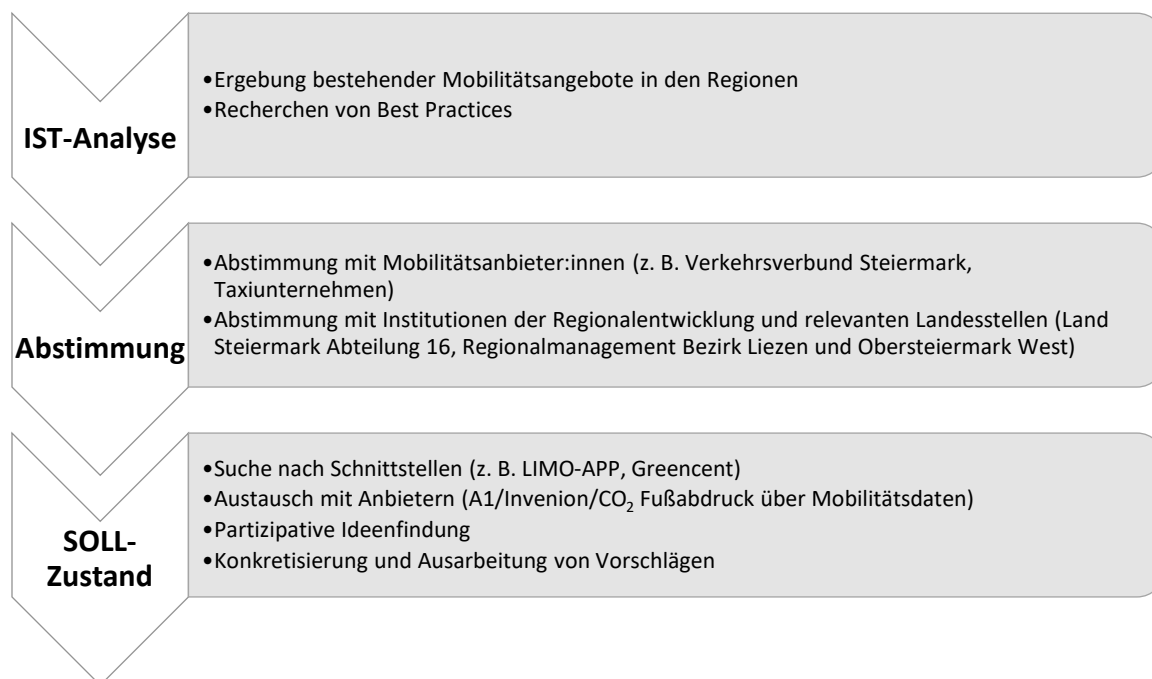 IST-Analyse
•Ergebung bestehender Mobilitätsangebote in den Regionen
•Recherchen von Best Practices
Abstimmung
•Abstimmung mit Mobilitätsanbieter:innen (z. B. Verkehrsverbund Steiermark,
Taxiunternehmen)
•Abstimmung mit Institutionen der Regionalentwicklung und relevanten Landesstellen (Land
Steiermark Abteilung 16, Regionalmanagement Bezirk Liezen und Obersteiermark West)
SOLL-
Zustand
•Suche nach Schnittstellen (z. B. LIMO-APP, Greencent)
•Austausch mit Anbietern (A1/Invenion/CO₂ Fußabdruck über Mobilitätsdaten)
•Partizipative Ideenfindung
•Konkretisierung und Ausarbeitung von Vorschlägen